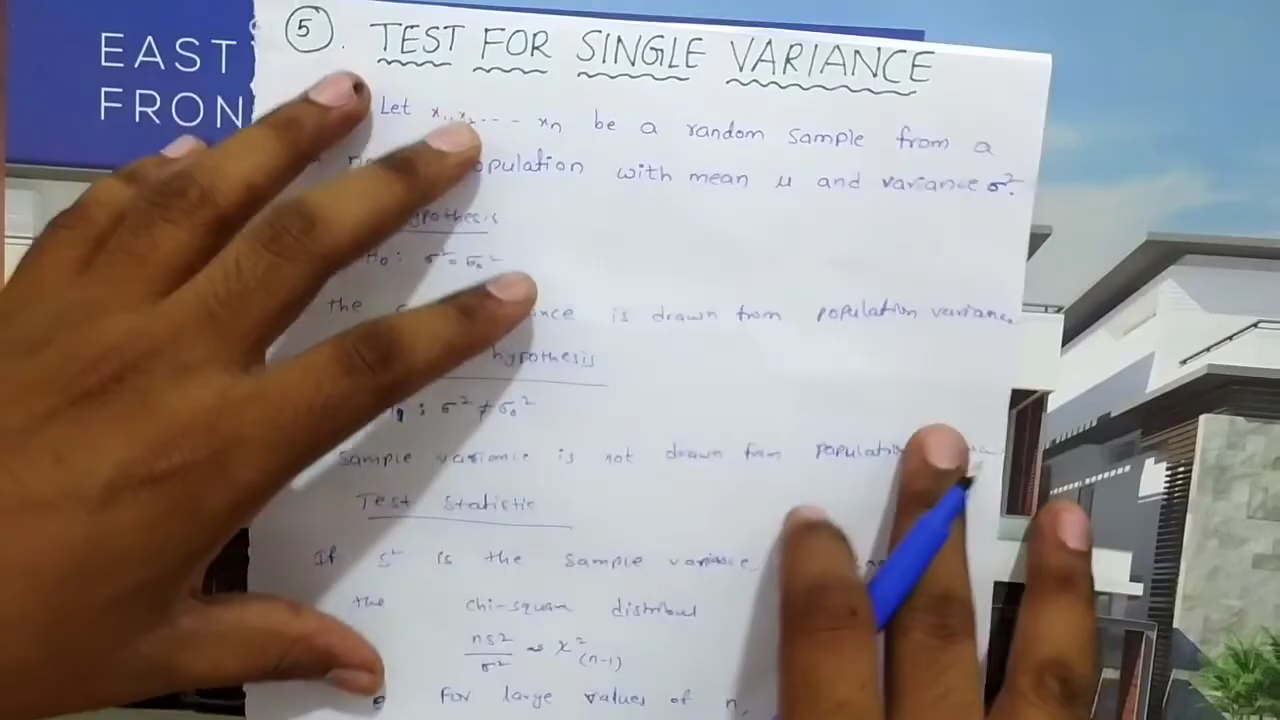 EAST
FRON
5. TEST FOR SINGLE VARIANCE
Let x₁, x₂, --- xn be a random sample from a
population with mean μ and variance σ².
hypothesis
H₀: σ² = σ₀²
the is drawn from population variance
hypothesis
H₁ : σ² ≠ σ₀²
sample variance is not drawn from population
Test Statistic
If s² is the sample variance,
the chi-square distribut
ns²/σ² ~ χ²(n-1)
For large values of n,